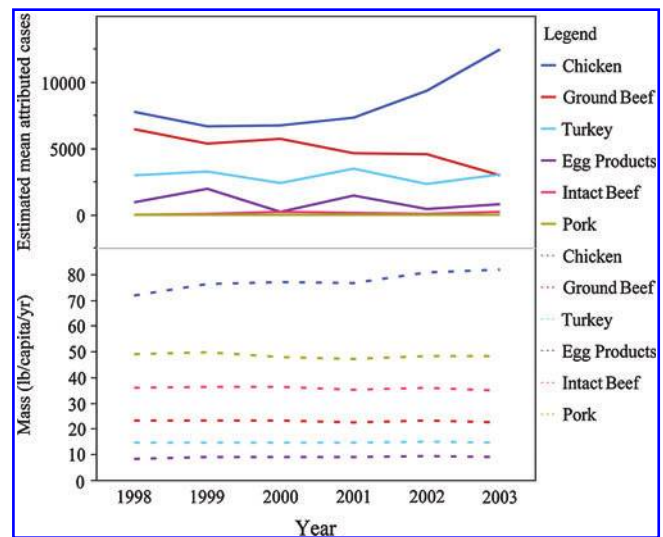 Estimated mean attributed cases
10000
5000
0
Mass (lb/capita/yr)
80
70
60
50
40
30
20
10
0
1998 1999 2000 2001 2002 2003
Year
Legend
Chicken
Ground Beef
Turkey
Egg Products
Intact Beef
Pork
Chicken
Ground Beef
Turkey
Egg Products
Intact Beef
Pork